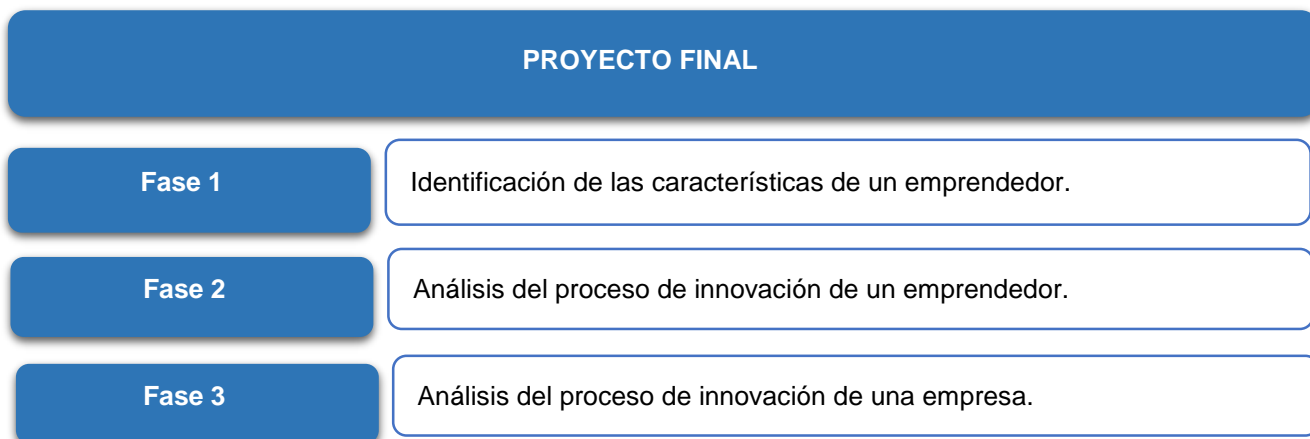 PROYECTO FINAL
Fase 1
Identificación de las características de un emprendedor.
Fase 2
Análisis del proceso de innovación de un emprendedor.
Fase 3
Análisis del proceso de innovación de una empresa.